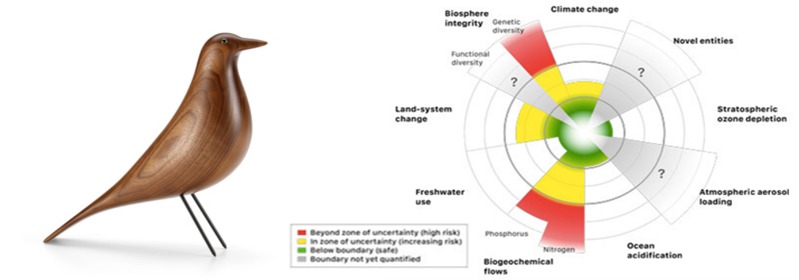 Climate change
Biosphere
integrity
Genetic
diversity
Functional
diversity
?
?
Novel entities
Land-system
change
Stratospheric
ozone depletion
?
Freshwater
use
Atmospheric aerosol
loading
Phosphorus
Nitrogen
Biogeochemical
flows
Ocean
acidification
Beyond zone of uncertainty (high risk)
In zone of uncertainty (increasing risk)
Below boundary (safe)
Boundary not yet quantified